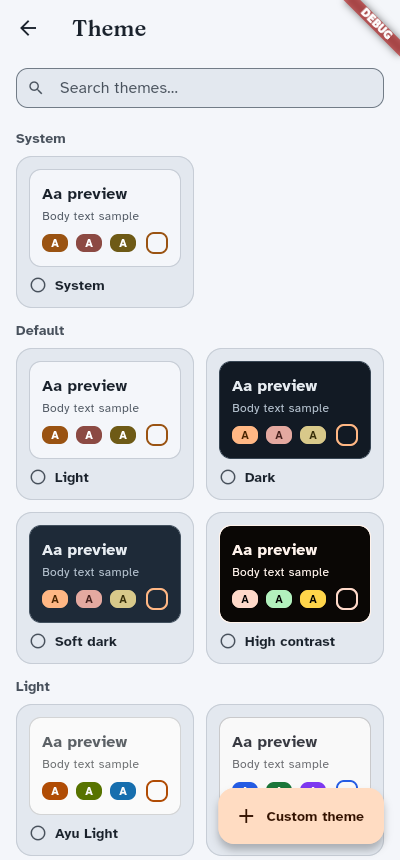 Theme
DEBUG
Search themes...
System
Aa preview
Body text sample
A A A
System
Default
Aa preview
Body text sample
A A A
Light
Aa preview
Body text sample
A A A
Dark
Aa preview
Body text sample
A A A
Soft dark
Aa preview
Body text sample
A A A
High contrast
Light
Aa preview
Body text sample
A A A
Ayu Light
Aa preview
Body text sample
Custom theme